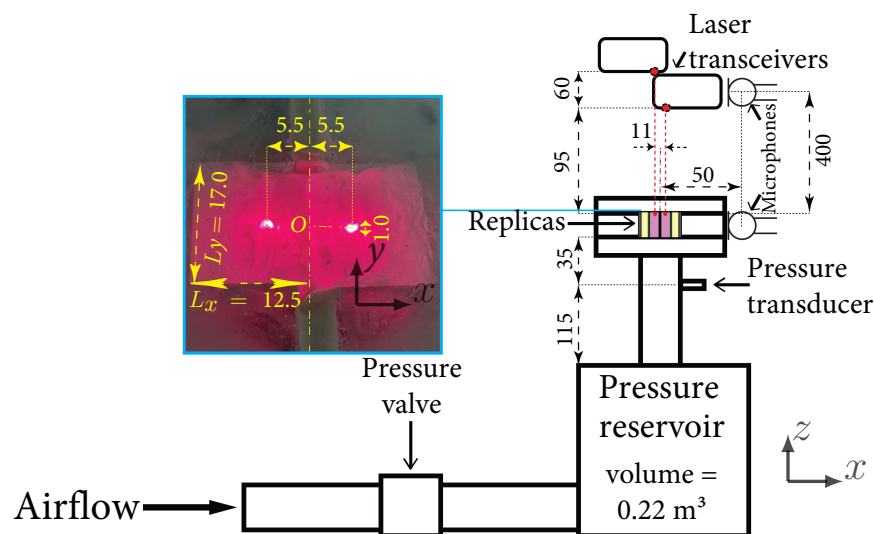 Laser
transceivers
60
11
95
50
Microphones
400
5.5 5.5
Ly = 17.0
O
1.0
y
x
Lx = 12.5
Replicas
35
Pressure
transducer
115
Pressure
valve
Pressure
reservoir
volume =
0.22 m³
z
x
Airflow